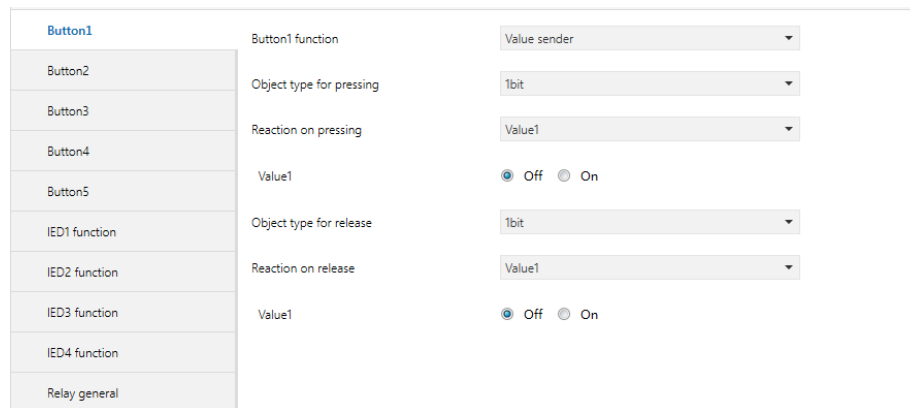 Button1
Button2
Button3
Button4
Button5
IED1 function
IED2 function
IED3 function
IED4 function
Relay general
Button1 function Value sender
Object type for pressing 1bit
Reaction on pressing Value1
Value1 Off On
Object type for release 1bit
Reaction on release Value1
Value1 Off On